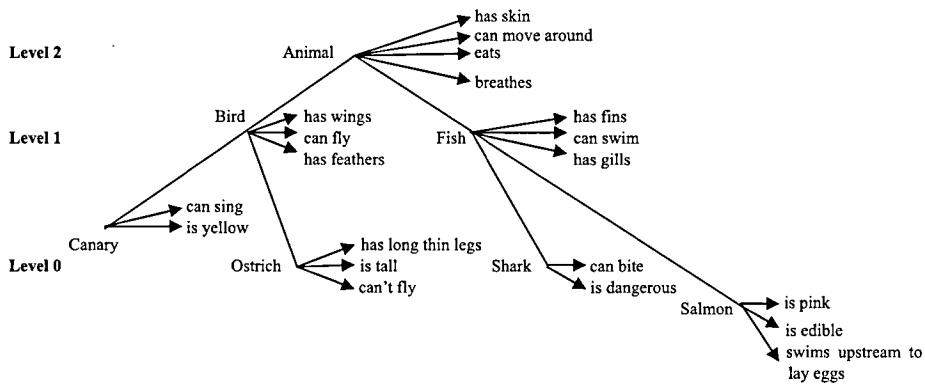 has skin
Level 2
Animal
can move around
eats
breathes
Bird
has wings
has fins
Level 1
can fly
Fish
can swim
has feathers
has gills
can sing
is yellow
Canary
has long thin legs
Level 0
Ostrich
is tall
Shark
can bite
can't fly
is dangerous
Salmon
is pink
is edible
swims upstream to
lay eggs